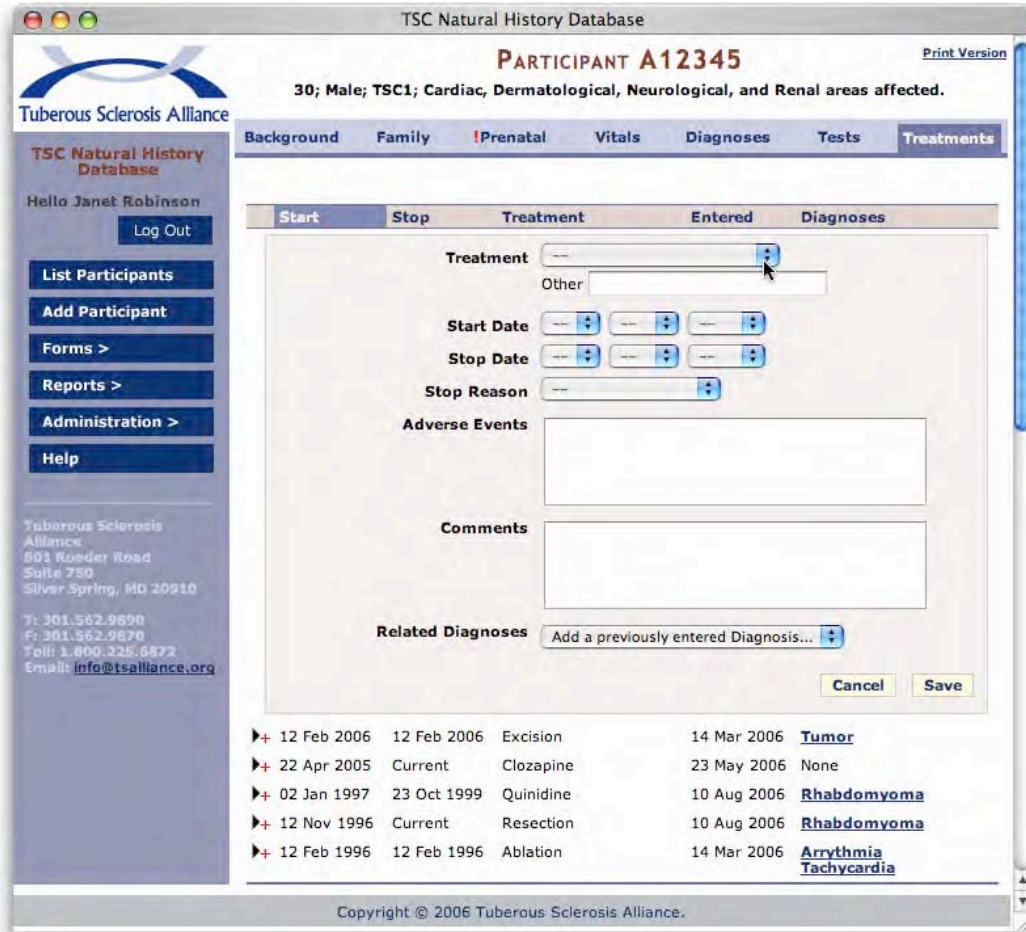 TSC Natural History Database
Tuberous Sclerosis Alliance
PARTICIPANT A12345
Print Version
30; Male; TSC1; Cardiac, Dermatological, Neurological, and Renal areas affected.
Background Family !Prenatal Vitals Diagnoses Tests Treatments
TSC Natural History
Database
Hello Janet Robinson
Log Out
List Participants
Add Participant
Forms >
Reports >
Administration >
Help
Tuberous Sclerosis
Alliance
801 Roeder Road
Suite 750
Silver Spring, MD 20910
T: 301.562.9890
F: 301.562.9870
Toll: 1.800.225.6872
Email: info@tsalliance.org
Start Stop Treatment Entered Diagnoses
Treatment --
Other
Start Date -- -- --
Stop Date -- -- --
Stop Reason --
Adverse Events
Comments
Related Diagnoses Add a previously entered Diagnosis...
Cancel Save
+ 12 Feb 2006 12 Feb 2006 Excision 14 Mar 2006 Tumor
+ 22 Apr 2005 Current Clozapine 23 May 2006 None
+ 02 Jan 1997 23 Oct 1999 Quinidine 10 Aug 2006 Rhabdomyoma
+ 12 Nov 1996 Current Resection 10 Aug 2006 Rhabdomyoma
+ 12 Feb 1996 12 Feb 1996 Ablation 14 Mar 2006 Arrythmia
Tachycardia
Copyright © 2006 Tuberous Sclerosis Alliance.